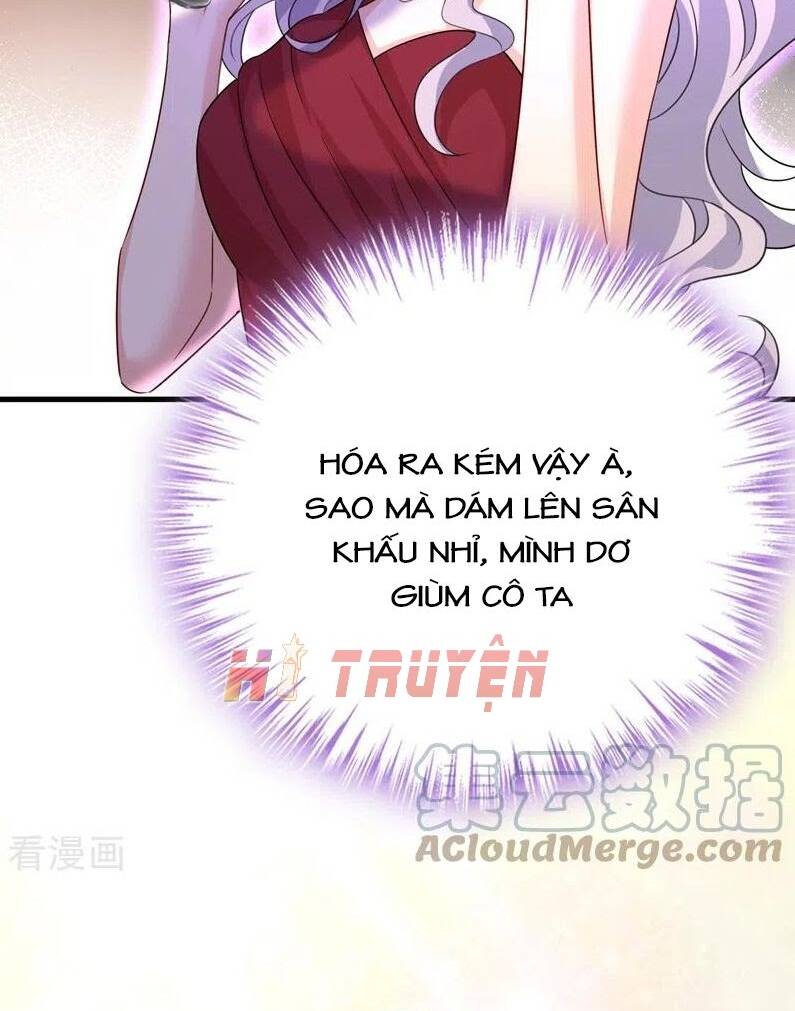 HÓA RA KÉM VẬY À,
SAO MÀ DÁM LÊN SÂN
KHẤU NHỈ, MÌNH DƠ
GIÙM CÔ TA
HI TRUYỆN
集云数据
看漫画
AcloudMerge.com